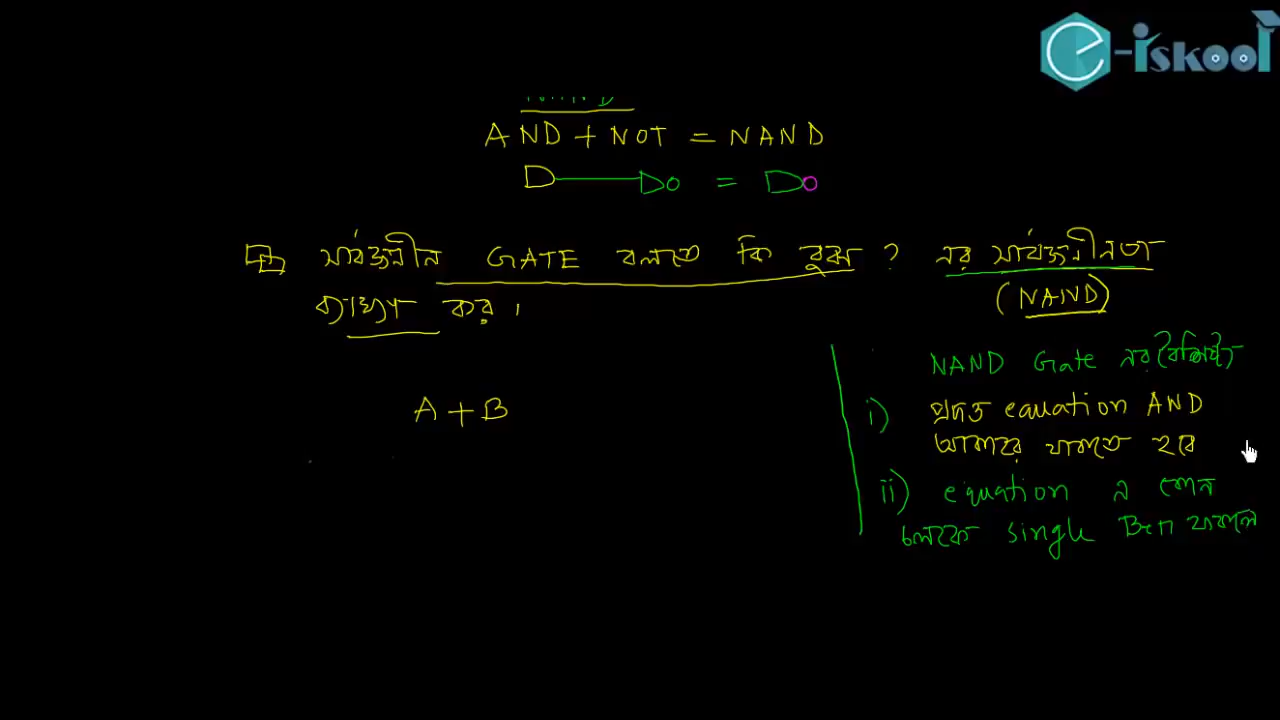 e-iskool
NAND
AND + NOT = NAND
=
সার্বজনীন GATE বলতে কি বুঝ ? এর সার্বজনীনতা
(NAND)
ব্যাখ্যা কর।
NAND Gate এর বৈশিষ্ট্য
A + B
i) প্রদত্ত equation AND
আকারে থাকতে হবে
ii) equation এ কোন
single Bar থাকলে